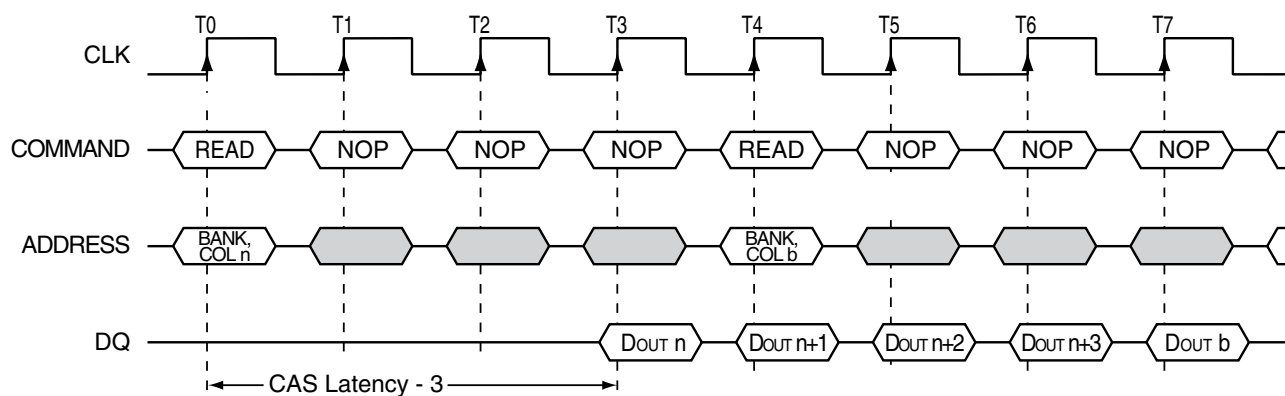 T0 T1 T2 T3 T4 T5 T6 T7
CLK
COMMAND READ NOP NOP NOP READ NOP NOP NOP
ADDRESS BANK, COL n BANK, COL b
DQ DOUT n DOUT n+1 DOUT n+2 DOUT n+3 DOUT b
CAS Latency - 3